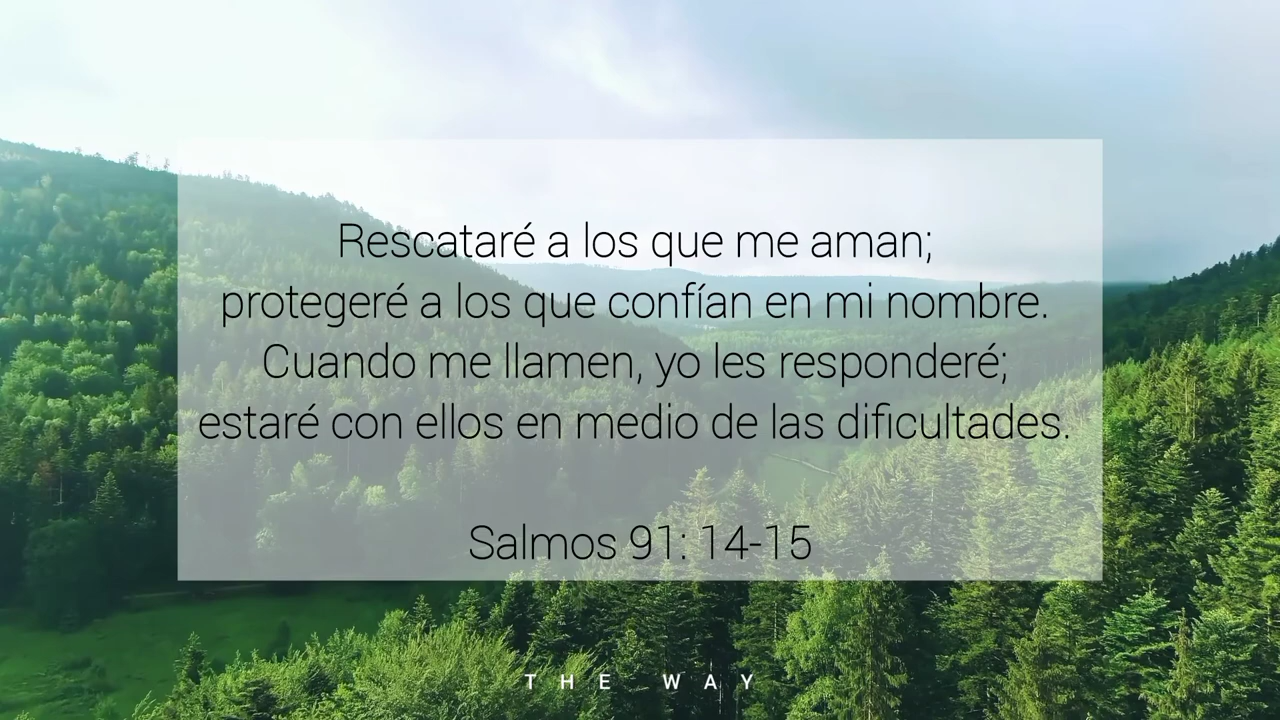 Rescataré a los que me aman;
protegeré a los que confían en mi nombre.
Cuando me llamen, yo les responderé;
estaré con ellos en medio de las dificultades.
Salmos 91: 14-15
THE WAY